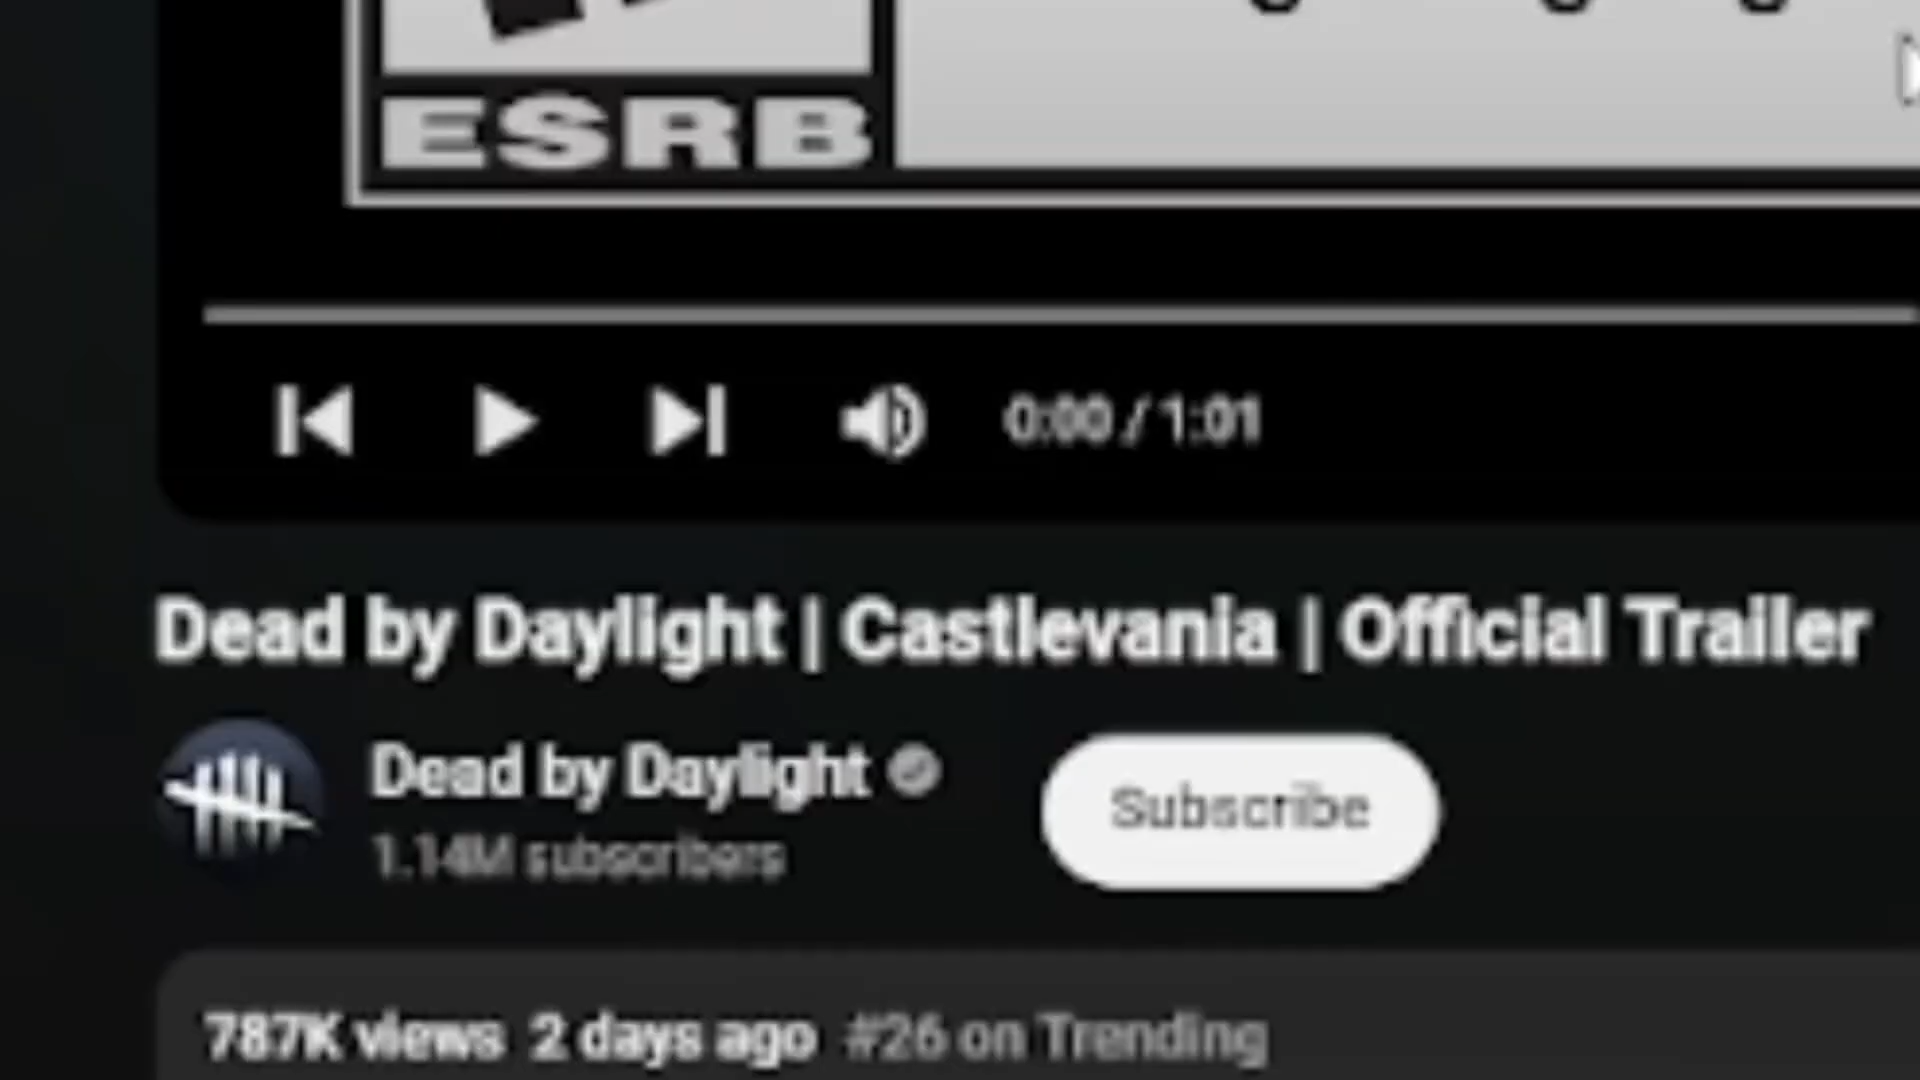 ESRB
0:00 / 1:01
Dead by Daylight | Castlevania | Official Trailer
Dead by Daylight
1.14M subscribers
Subscribe
787K views 2 days ago #26 on Trending